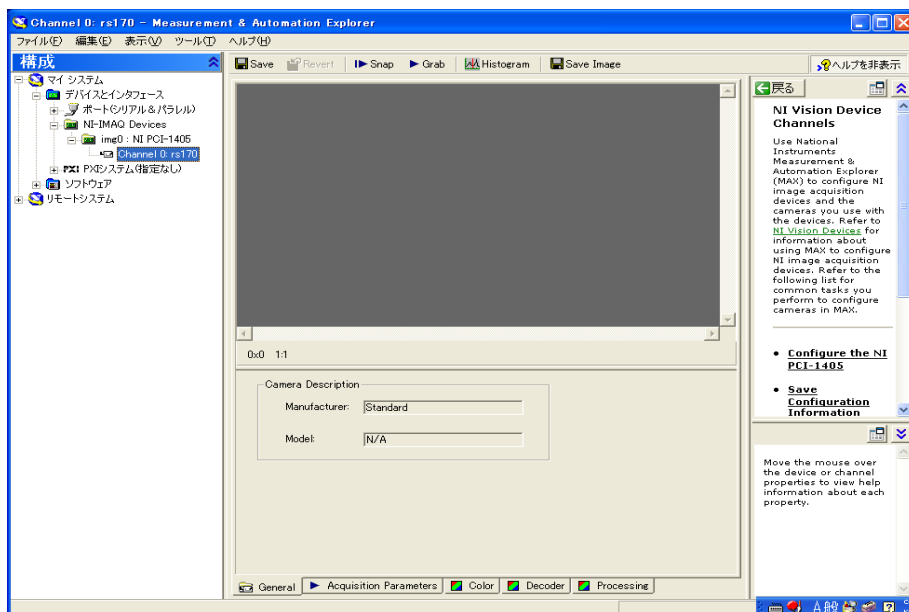 Channel 0: rs170 - Measurement & Automation Explorer
ファイル(F) 編集(E) 表示(V) ツール(T) ヘルプ(H)
構成
Save Revert Snap Grab Histogram Save Image
ヘルプを非表示
マイ システム
デバイスとインタフェース
ポート(シリアル&パラレル)
NI-IMAQ Devices
img0 : NI PCI-1405
Channel 0: rs170
PXI PXIシステム(指定なし)
ソフトウェア
リモートシステム
0x0 1:1
Camera Description
Manufacturer: Standard
Model: N/A
General Acquisition Parameters Color Decoder Processing
戻る
NI Vision Device
Channels
Use National
Instruments
Measurement &
Automation Explorer
(MAX) to configure NI
image acquisition
devices and the
cameras you use with
the devices. Refer to
NI Vision Devices for
information about
using MAX to configure
NI image acquisition
devices. Refer to the
following list for
common tasks you
perform to configure
cameras in MAX.
Configure the NI
PCI-1405
Save
Configuration
Information
Move the mouse over
the device or channel
properties to view help
information about each
property.
A般